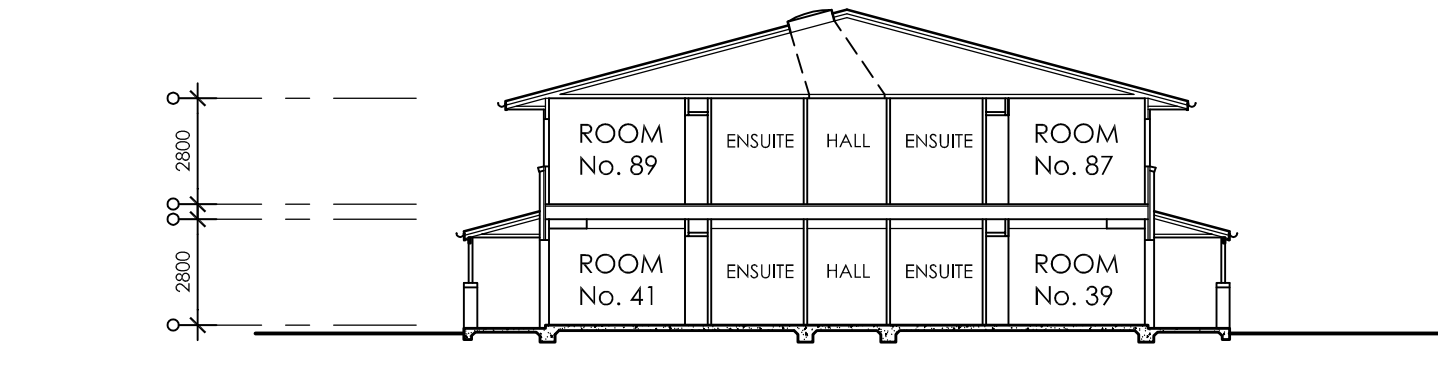 2800
ROOM
No. 89
ENSUITE
HALL
ENSUITE
ROOM
No. 87
2800
ROOM
No. 41
ENSUITE
HALL
ENSUITE
ROOM
No. 39